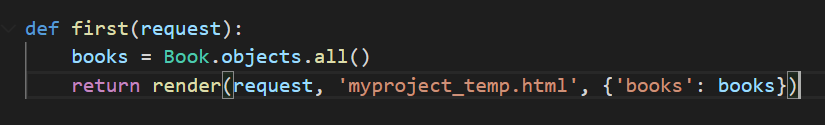 def first(request):
    books = Book.objects.all()
    return render(request, 'myproject_temp.html', {'books': books})